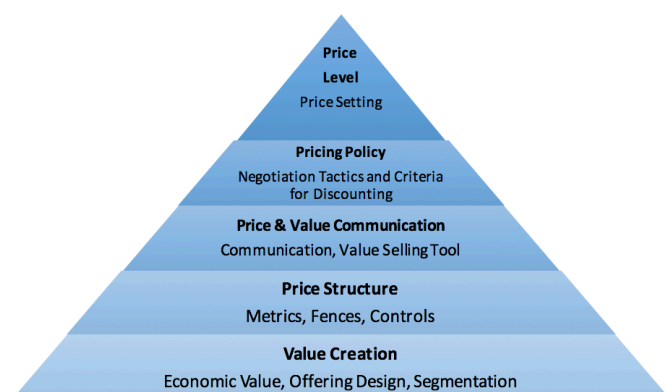 Price
Level
Price Setting
Pricing Policy
Negotiation Tactics and Criteria
for Discounting
Price & Value Communication
Communication, Value Selling Tool
Price Structure
Metrics, Fences, Controls
Value Creation
Economic Value, Offering Design, Segmentation